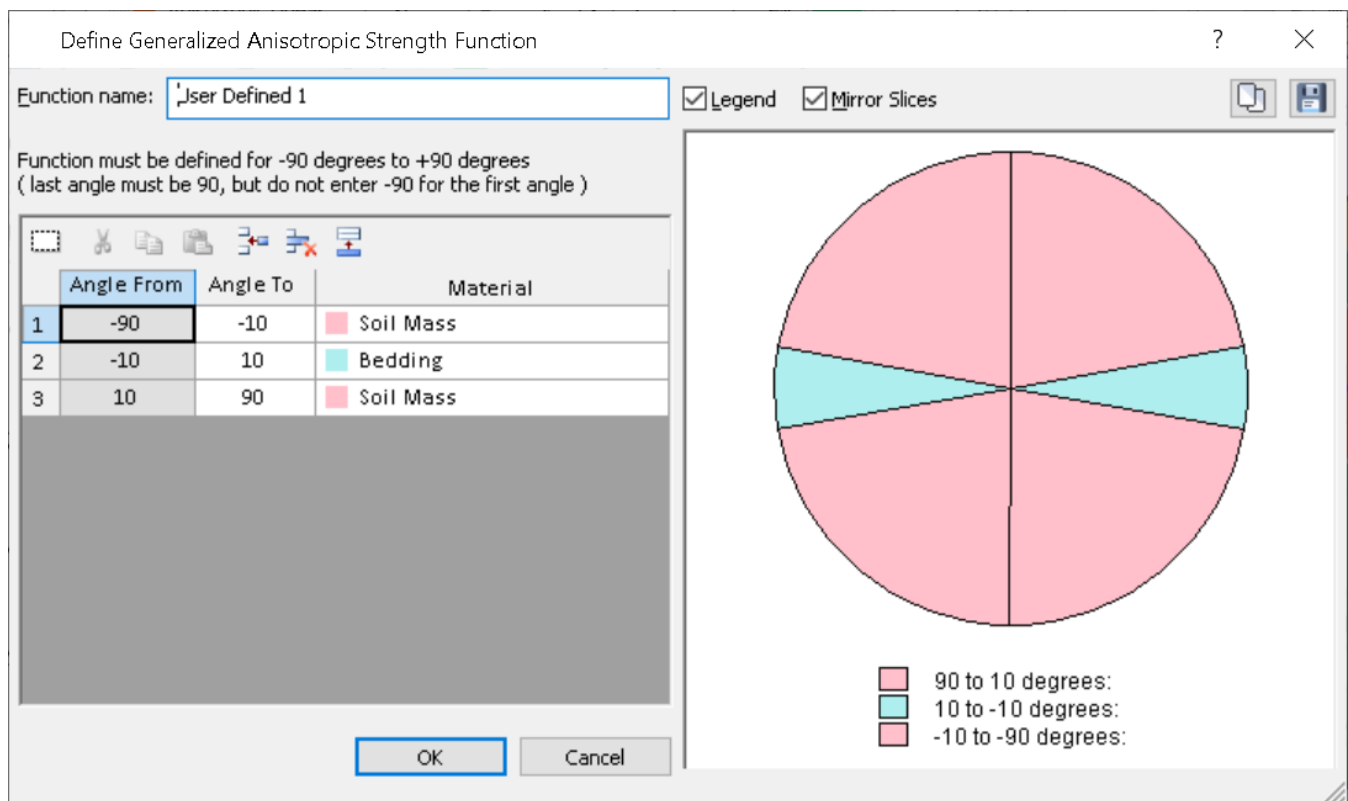 Define Generalized Anisotropic Strength Function
?
Function name: User Defined 1
Legend
Mirror Slices
Function must be defined for -90 degrees to +90 degrees
( last angle must be 90, but do not enter -90 for the first angle )
Angle From Angle To Material
1 -90 -10 Soil Mass
2 -10 10 Bedding
3 10 90 Soil Mass
90 to 10 degrees:
10 to -10 degrees:
-10 to -90 degrees:
OK Cancel